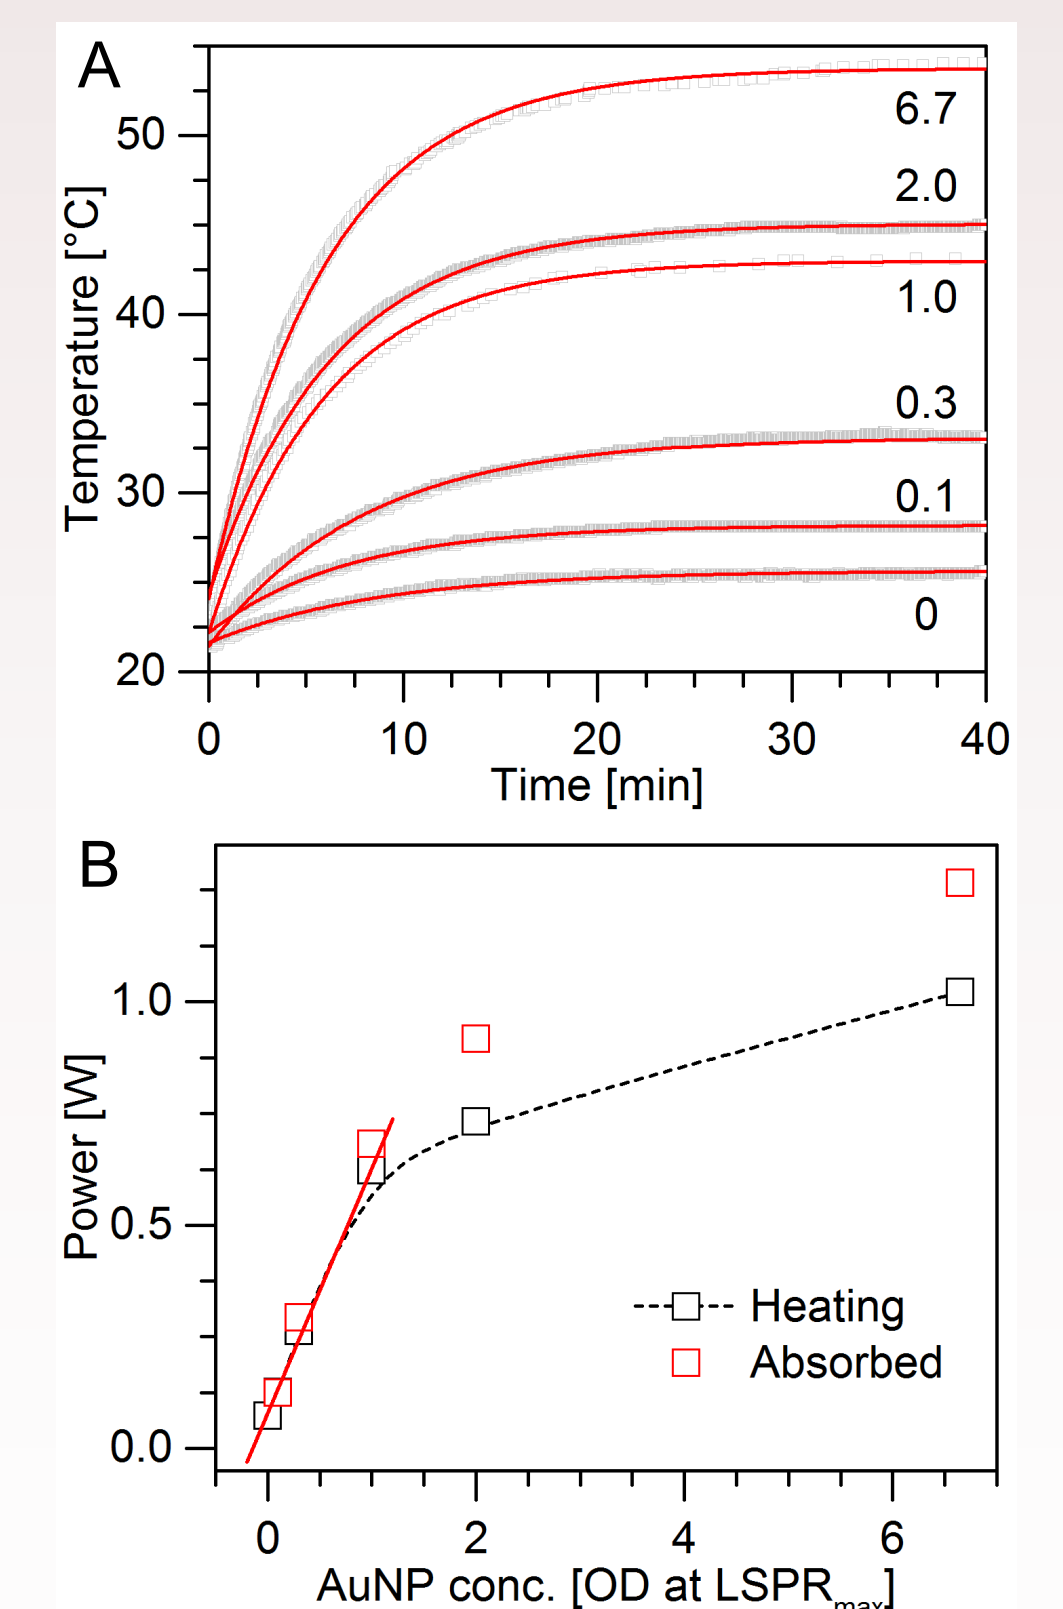 A
50
40
30
20
Temperature [°C]
6.7
2.0
1.0
0.3
0.1
0
0 10 20 30 40
Time [min]
B
1.0
0.5
0.0
Power [W]
Heating
Absorbed
0 2 4 6
AuNP conc. [OD at LSPRmax]